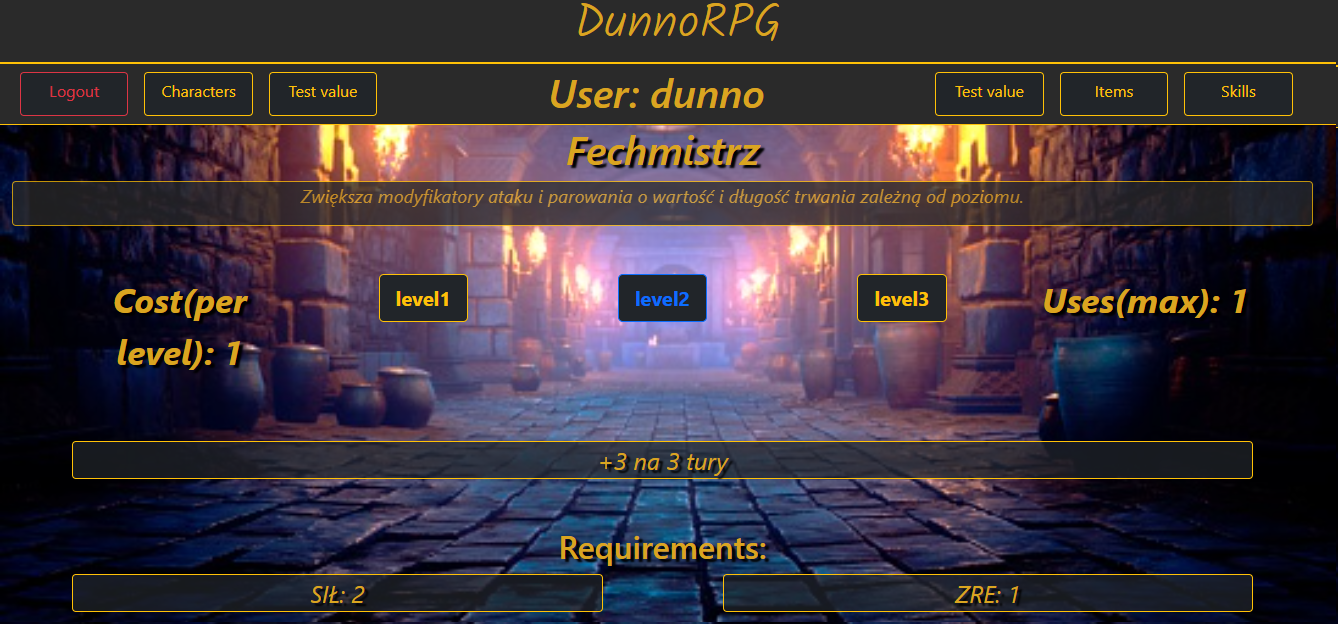 DunnoRPG
Logout
Characters
Test value
User: dunno
Test value
Items
Skills
Fechmistrz
Zwiększa modyfikatory ataku i parowania o wartość i długość trwania zależną od poziomu.
Cost(per
level): 1
level1
level2
level3
Uses(max): 1
+3 na 3 tury
Requirements:
SIŁ: 2
ZRE: 1